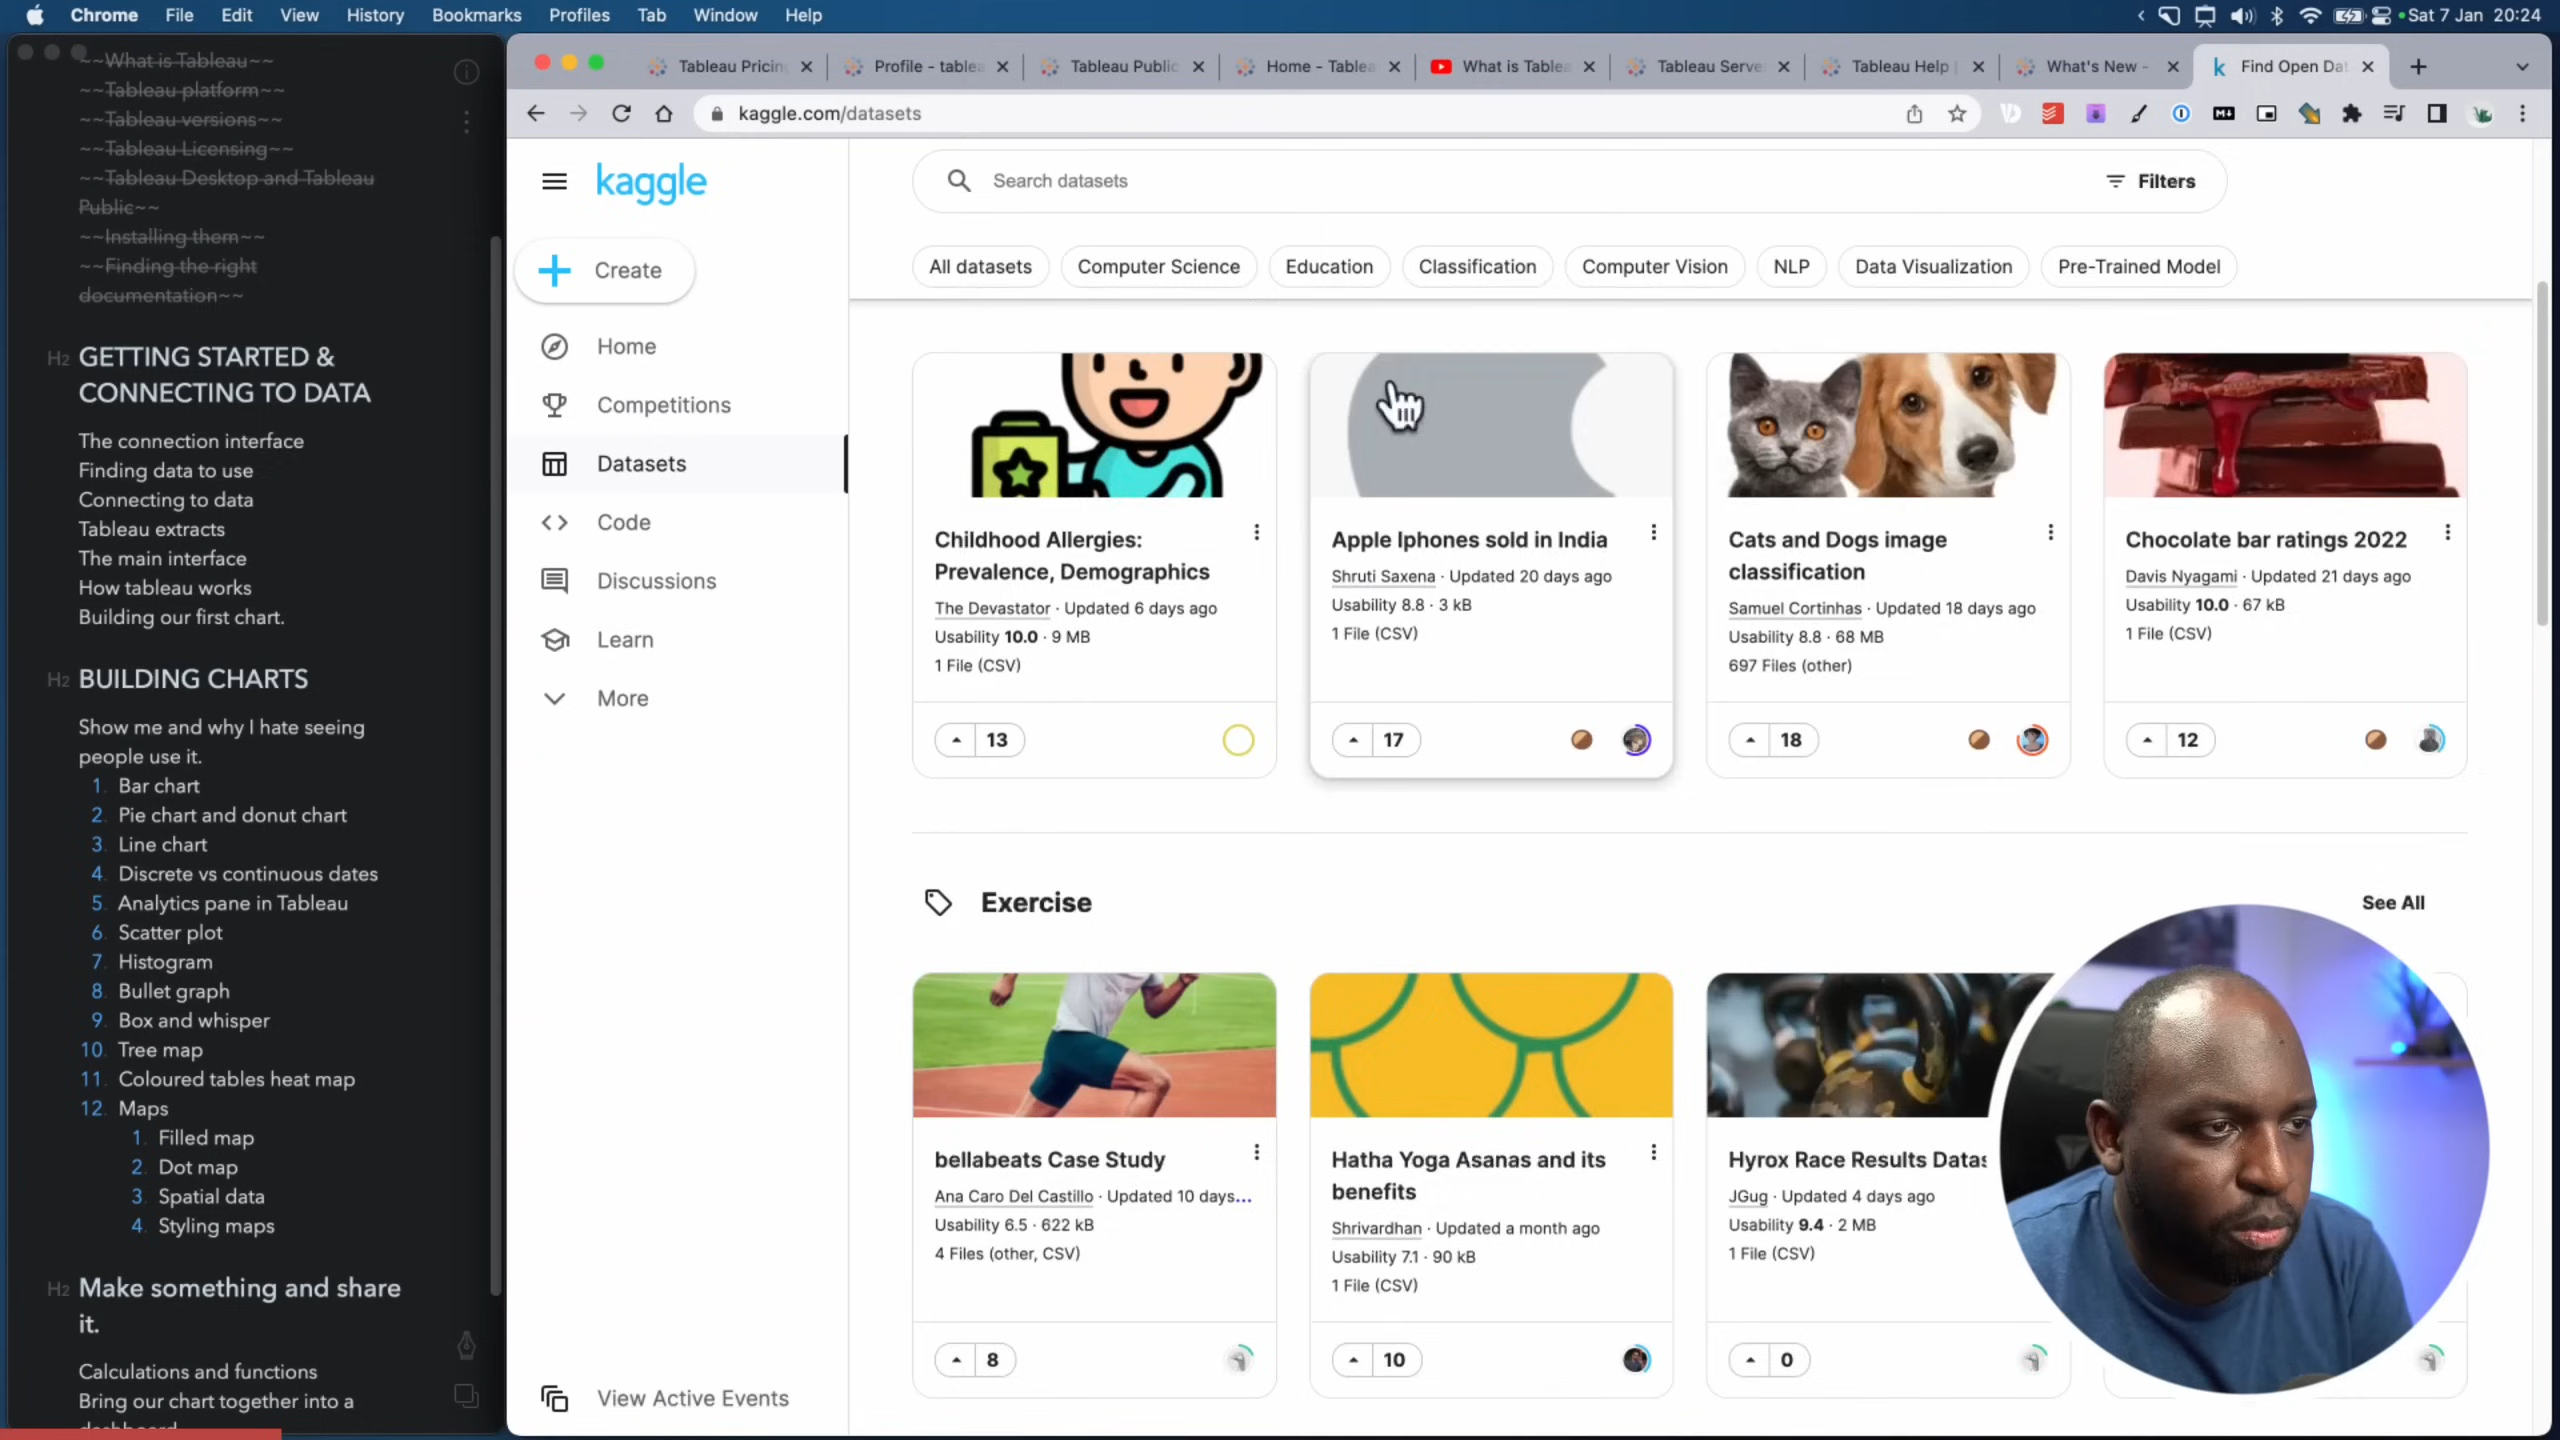 Chrome File Edit View History Bookmarks Profiles Tab Window Help
Sat 7 Jan 20:24
~~What is Tableau~~
~~Tableau platform~~
~~Tableau versions~~
~~Tableau Licensing~~
~~Tableau Desktop and Tableau
Public~~
~~Installing them~~
~~Finding the right
documentation~~
H2 GETTING STARTED &
CONNECTING TO DATA
The connection interface
Finding data to use
Connecting to data
Tableau extracts
The main interface
How tableau works
Building our first chart.
H2 BUILDING CHARTS
Show me and why I hate seeing
people use it.
1. Bar chart
2. Pie chart and donut chart
3. Line chart
4. Discrete vs continuous dates
5. Analytics pane in Tableau
6. Scatter plot
7. Histogram
8. Bullet graph
9. Box and whisper
10. Tree map
11. Coloured tables heat map
12. Maps
1. Filled map
2. Dot map
3. Spatial data
4. Styling maps
H2 Make something and share
it.
Calculations and functions
Bring our chart together into a
dashboard
Tableau Pricin
Profile - table
Tableau Public
Home - Tablea
What is Table
Tableau Serve
Tableau Help
What's New -
Find Open Dat
kaggle.com/datasets
kaggle
Create
Home
Competitions
Datasets
Code
Discussions
Learn
More
View Active Events
Search datasets
Filters
All datasets
Computer Science
Education
Classification
Computer Vision
NLP
Data Visualization
Pre-Trained Model
Childhood Allergies:
Prevalence, Demographics
The Devastator · Updated 6 days ago
Usability 10.0 · 9 MB
1 File (CSV)
13
Apple Iphones sold in India
Shruti Saxena · Updated 20 days ago
Usability 8.8 · 3 kB
1 File (CSV)
17
Cats and Dogs image
classification
Samuel Cortinhas · Updated 18 days ago
Usability 8.8 · 68 MB
697 Files (other)
18
Chocolate bar ratings 2022
Davis Nyagami · Updated 21 days ago
Usability 10.0 · 67 kB
1 File (CSV)
12
Exercise
See All
bellabeats Case Study
Ana Caro Del Castillo · Updated 10 days...
Usability 6.5 · 622 kB
4 Files (other, CSV)
8
Hatha Yoga Asanas and its
benefits
Shrivardhan · Updated a month ago
Usability 7.1 · 90 kB
1 File (CSV)
10
Hyrox Race Results Datas
JGug · Updated 4 days ago
Usability 9.4 · 2 MB
1 File (CSV)
0